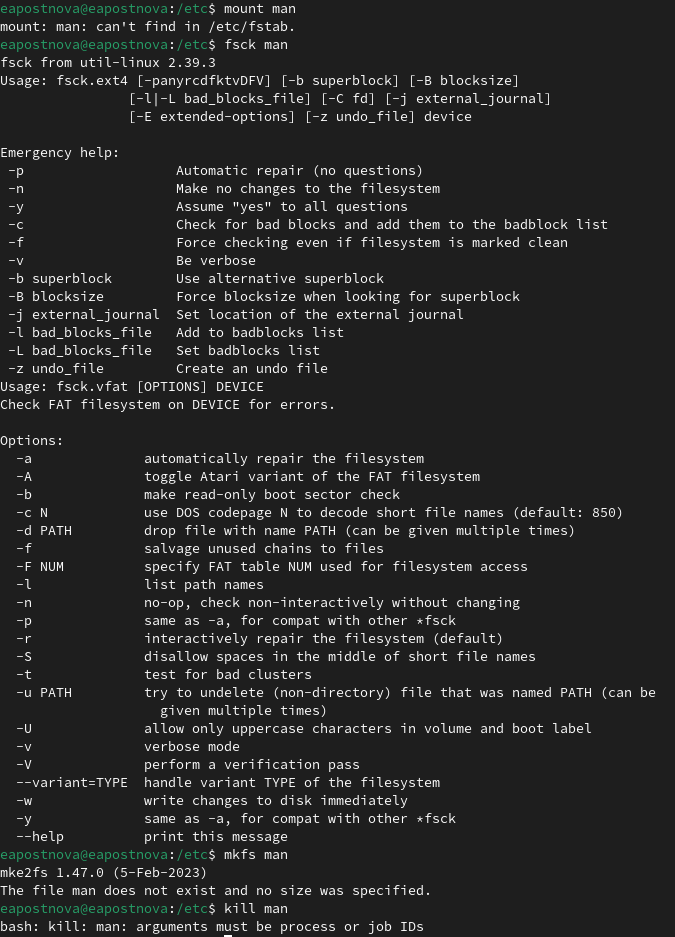 eapostnova@eapostnova:/etc$ mount man
mount: man: can't find in /etc/fstab.
eapostnova@eapostnova:/etc$ fsck man
fsck from util-linux 2.39.3
Usage: fsck.ext4 [-panyrcdfktvDFV] [-b superblock] [-B blocksize]
                [-l|-L bad_blocks_file] [-C fd] [-j external_journal]
                [-E extended-options] [-z undo_file] device

Emergency help:
 -p                   Automatic repair (no questions)
 -n                   Make no changes to the filesystem
 -y                   Assume "yes" to all questions
 -c                   Check for bad blocks and add them to the badblock list
 -f                   Force checking even if filesystem is marked clean
 -v                   Be verbose
 -b superblock        Use alternative superblock
 -B blocksize         Force blocksize when looking for superblock
 -j external_journal  Set location of the external journal
 -l bad_blocks_file   Add to badblocks list
 -L bad_blocks_file   Set badblocks list
 -z undo_file         Create an undo file
Usage: fsck.vfat [OPTIONS] DEVICE
Check FAT filesystem on DEVICE for errors.

Options:
  -a              automatically repair the filesystem
  -A              toggle Atari variant of the FAT filesystem
  -b              make read-only boot sector check
  -c N            use DOS codepage N to decode short file names (default: 850)
  -d PATH         drop file with name PATH (can be given multiple times)
  -f              salvage unused chains to files
  -F NUM          specify FAT table NUM used for filesystem access
  -l              list path names
  -n              no-op, check non-interactively without changing
  -p              same as -a, for compat with other *fsck
  -r              interactively repair the filesystem (default)
  -S              disallow spaces in the middle of short file names
  -t              test for bad clusters
  -u PATH         try to undelete (non-directory) file that was named PATH (can be
                    given multiple times)
  -U              allow only uppercase characters in volume and boot label
  -v              verbose mode
  -V              perform a verification pass
  --variant=TYPE  handle variant TYPE of the filesystem
  -w              write changes to disk immediately
  -y              same as -a, for compat with other *fsck
  --help          print this message
eapostnova@eapostnova:/etc$ mkfs man
mke2fs 1.47.0 (5-Feb-2023)
The file man does not exist and no size was specified.
eapostnova@eapostnova:/etc$ kill man
bash: kill: man: arguments must be process or job IDs